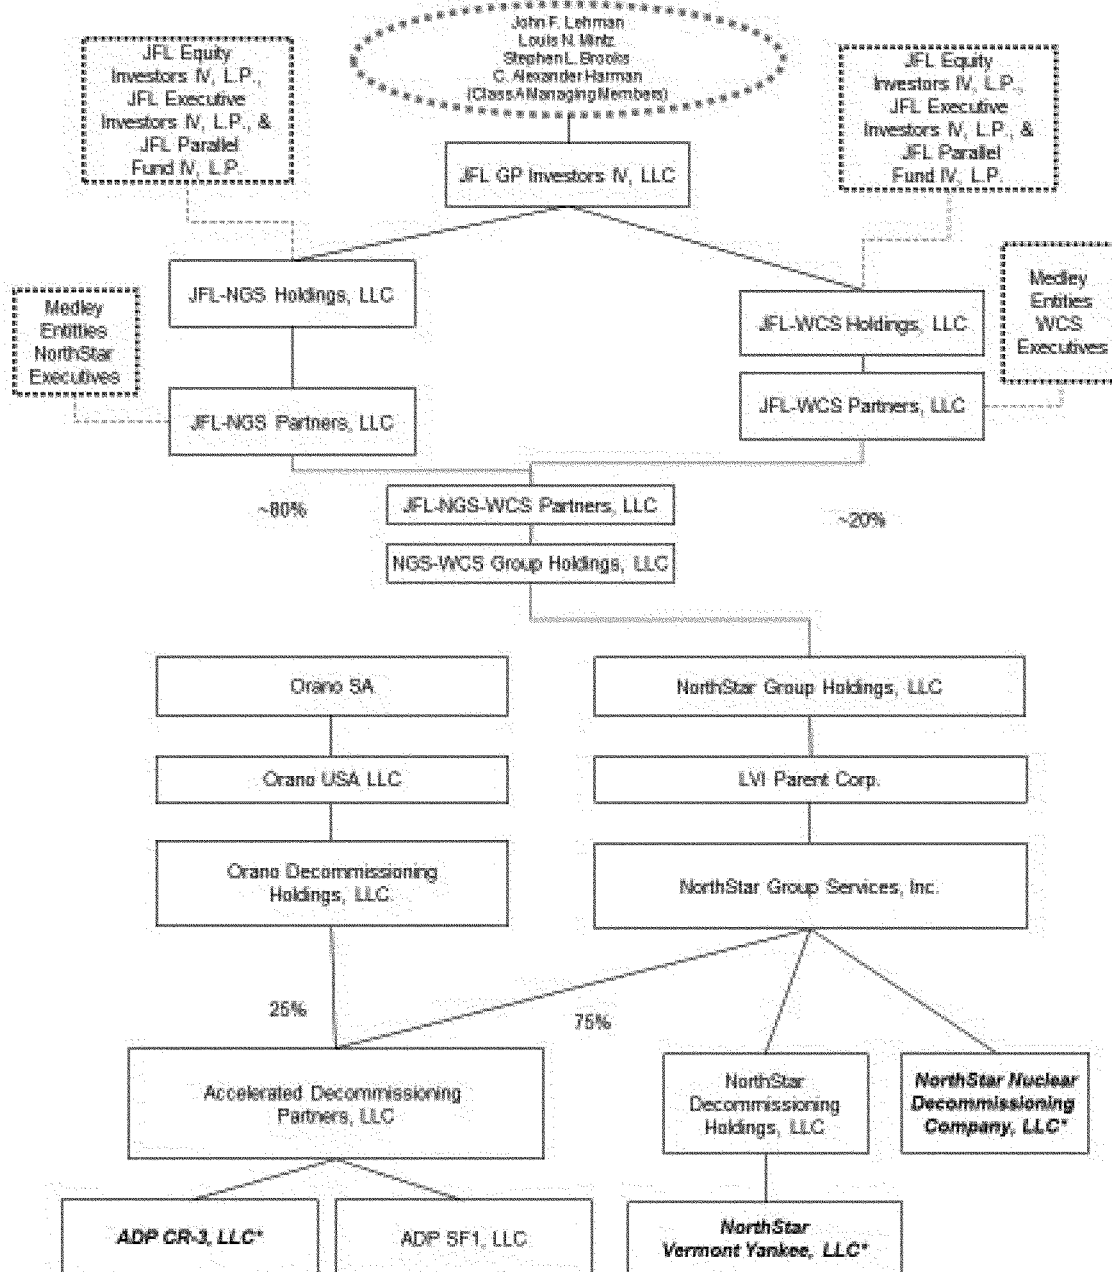 John F. Lehman
Louis N. Mintz
Stephen L. Brooks
C. Alexander Harman
(Class A Managing Members)
JFL Equity
Investors IV, L.P.,
JFL Executive
Investors IV, L.P., &
JFL Parallel
Fund IV, L.P.
JFL Equity
Investors IV, L.P.,
JFL Executive
Investors IV, L.P., &
JFL Parallel
Fund IV, L.P.
JFL GP Investors IV, LLC
JFL-NGS Holdings, LLC
Medley
Entities
NorthStar
Executives
Medley
Entities
WCS
Executives
JFL-WCS Holdings, LLC
JFL-NGS Partners, LLC
JFL-WCS Partners, LLC
~80%
JFL-NGS-WCS Partners, LLC
~20%
NGS-WCS Group Holdings, LLC
Orano SA
NorthStar Group Holdings, LLC
Orano USA LLC
LVI Parent Corp.
Orano Decommissioning
Holdings, LLC
NorthStar Group Services, Inc.
25%
75%
Accelerated Decommissioning
Partners, LLC
NorthStar
Decommissioning
Holdings, LLC
NorthStar Nuclear
Decommissioning
Company, LLC*
ADP CR-3, LLC*
ADP SF1, LLC
NorthStar
Vermont Yankee, LLC*